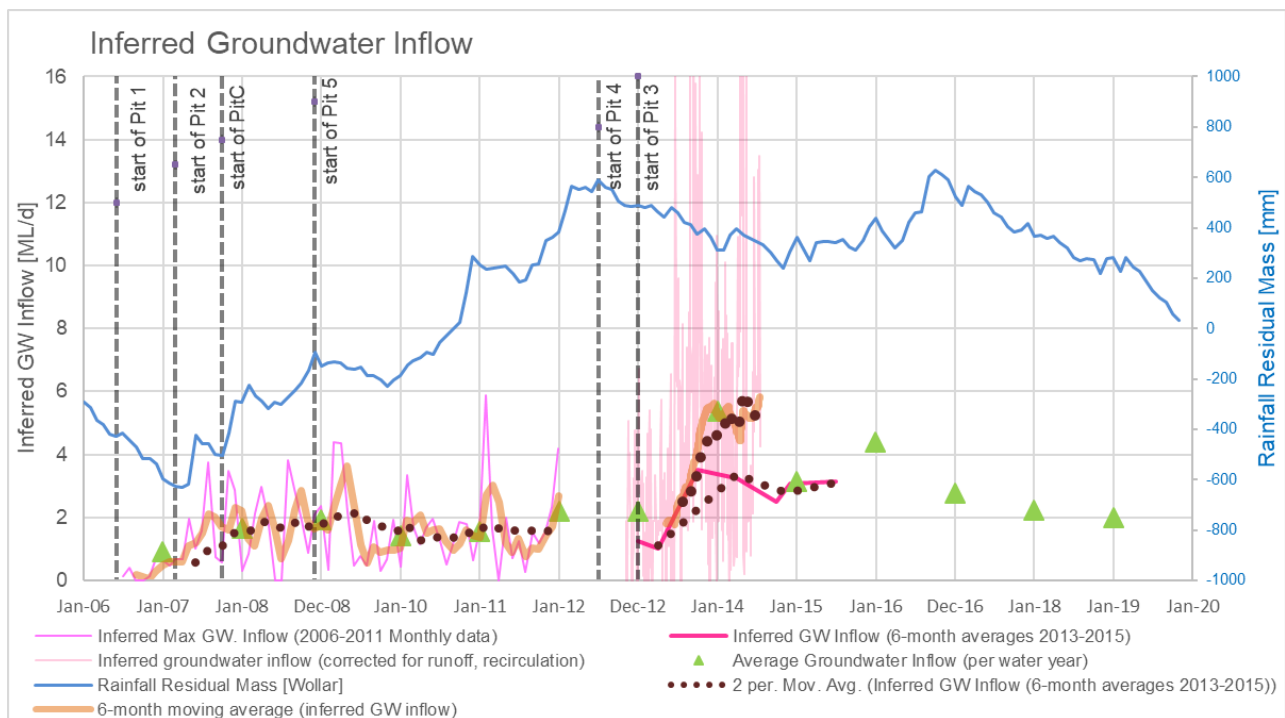 Inferred Groundwater Inflow
16
14
12
10
8
6
4
2
0
Inferred GW Inflow [ML/d]
start of Pit 1
start of Pit 2
start of PitC
start of Pit 5
start of Pit 4
start of Pit 3
1000
800
600
400
200
0
-200
-400
-600
-800
-1000
Rainfall Residual Mass [mm]
Jan-06 Jan-07 Jan-08 Dec-08 Jan-10 Jan-11 Jan-12 Dec-12 Jan-14 Jan-15 Jan-16 Dec-16 Jan-18 Jan-19 Jan-20
Inferred Max GW. Inflow (2006-2011 Monthly data)
Inferred GW Inflow (6-month averages 2013-2015)
Inferred groundwater inflow (corrected for runoff, recirculation)
Average Groundwater Inflow (per water year)
Rainfall Residual Mass [Wollar]
2 per. Mov. Avg. (Inferred GW Inflow (6-month averages 2013-2015))
6-month moving average (inferred GW inflow)